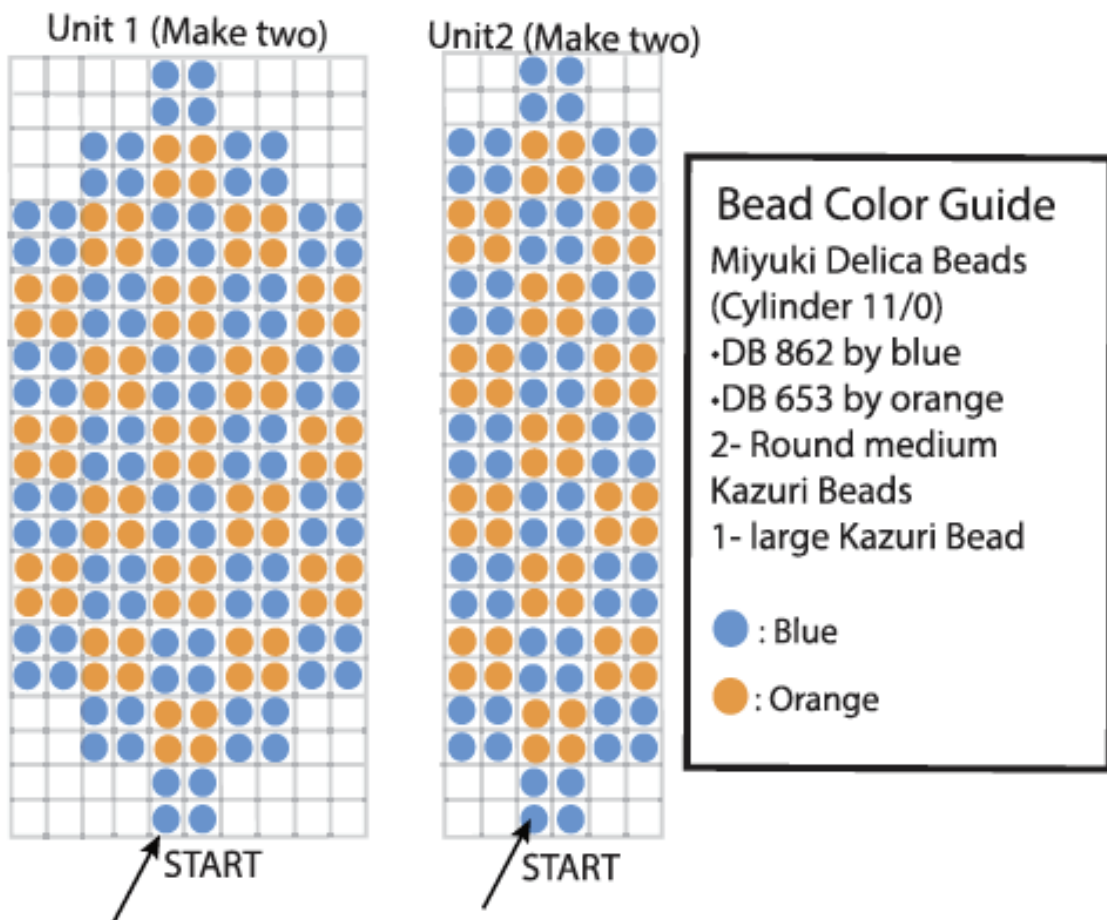 Unit 1 (Make two)
Unit2 (Make two)
START
START
Bead Color Guide
Miyuki Delica Beads
(Cylinder 11/0)
•DB 862 by blue
•DB 653 by orange
2- Round medium
Kazuri Beads
1- large Kazuri Bead
: Blue
: Orange